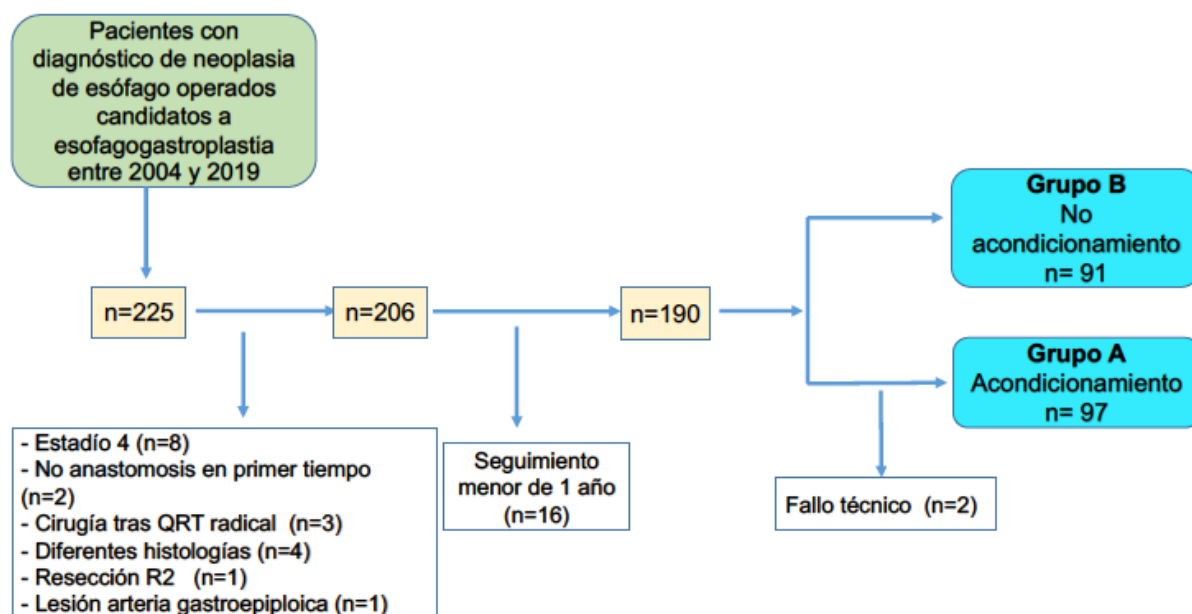 Pacientes con
diagnóstico de neoplasia
de esófago operados
candidatos a
esofagogastroplastia
entre 2004 y 2019
Grupo B
No
acondicionamiento
n= 91
n=225
n=206
n=190
Grupo A
Acondicionamiento
n= 97
- Estadío 4 (n=8)
- No anastomosis en primer tiempo
(n=2)
- Cirugía tras QRT radical (n=3)
- Diferentes histologías (n=4)
- Resección R2 (n=1)
- Lesión arteria gastroepiploica (n=1)
Seguimiento
menor de 1 año
(n=16)
Fallo técnico (n=2)